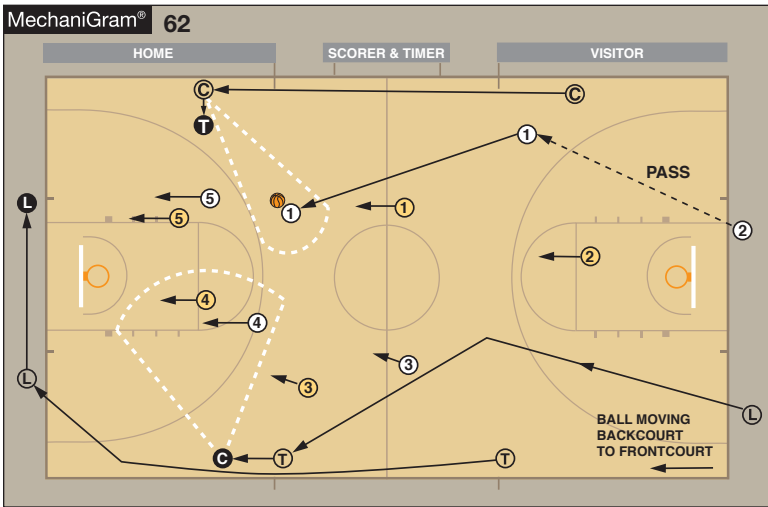 MechaniGram® 62
HOME SCORER & TIMER VISITOR
C C
T
1
PASS
5
L
5
1
1
2
2
4
4
3
3
L
L
BALL MOVING
BACKCOURT
TO FRONTCOURT
C T T